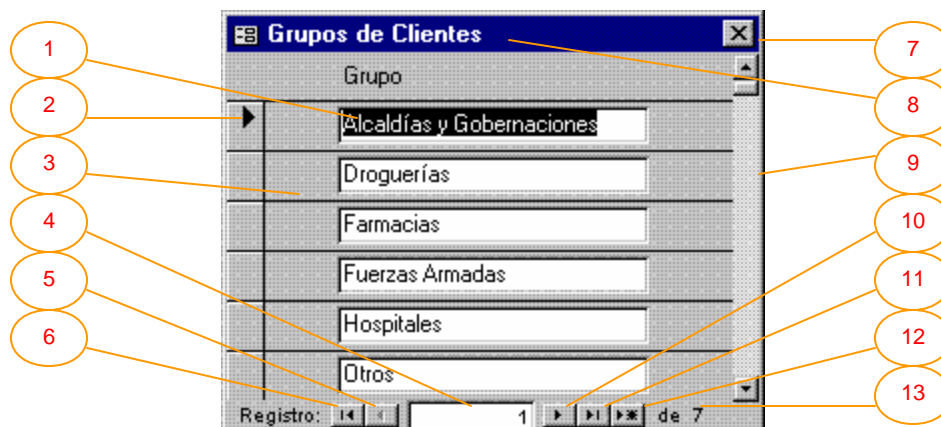 Grupos de Clientes
Grupo
Alcaldías y Gobernaciones
Droguerías
Farmacias
Fuerzas Armadas
Hospitales
Otros
Registro: 1 de 7
1
2
3
4
5
6
7
8
9
10
11
12
13